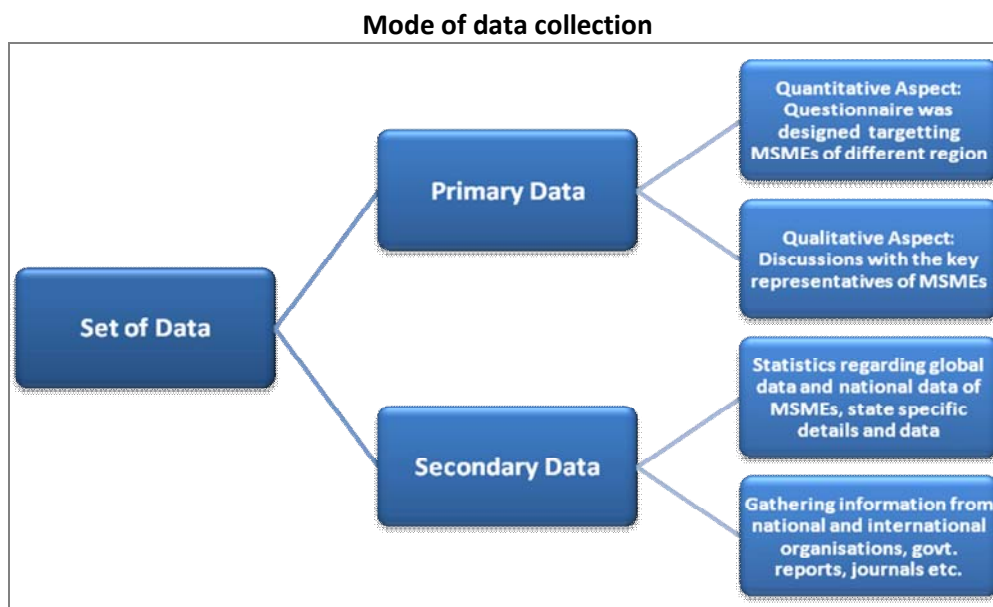 Mode of data collection
Quantitative Aspect:
Questionnaire was
designed targetting
MSMEs of different region
Primary Data
Qualitative Aspect:
Discussions with the key
representatives of MSMEs
Set of Data
Statistics regarding global
data and national data of
MSMEs, state specific
details and data
Secondary Data
Gathering information from
national and international
organisations, govt.
reports, journals etc.